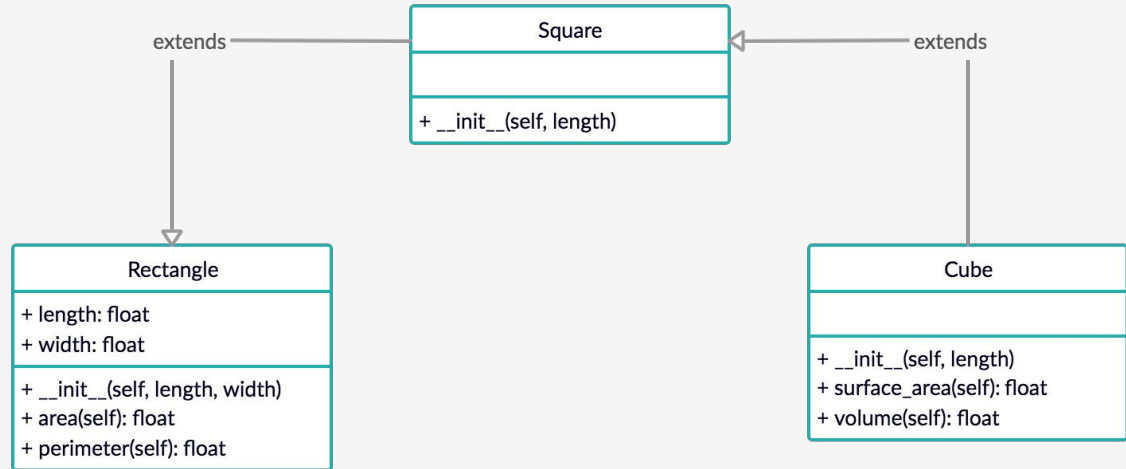 Square
extends
extends
+ __init__(self, length)
Rectangle
+ length: float
+ width: float
+ __init__(self, length, width)
+ area(self): float
+ perimeter(self): float
Cube
+ __init__(self, length)
+ surface_area(self): float
+ volume(self): float